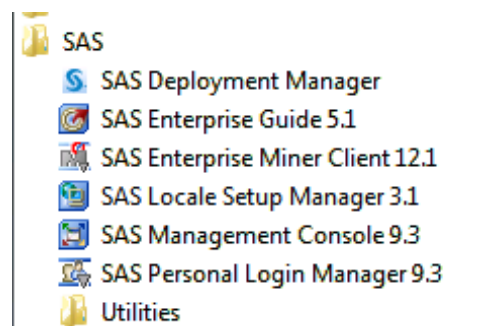 SAS
SAS Deployment Manager
SAS Enterprise Guide 5.1
SAS Enterprise Miner Client 12.1
SAS Locale Setup Manager 3.1
SAS Management Console 9.3
SAS Personal Login Manager 9.3
Utilities